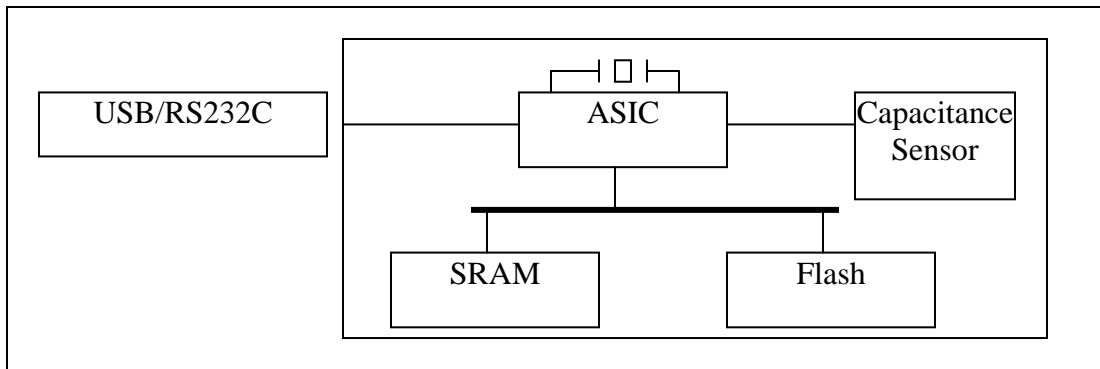 USB/RS232C
ASIC
Capacitance
Sensor
SRAM
Flash